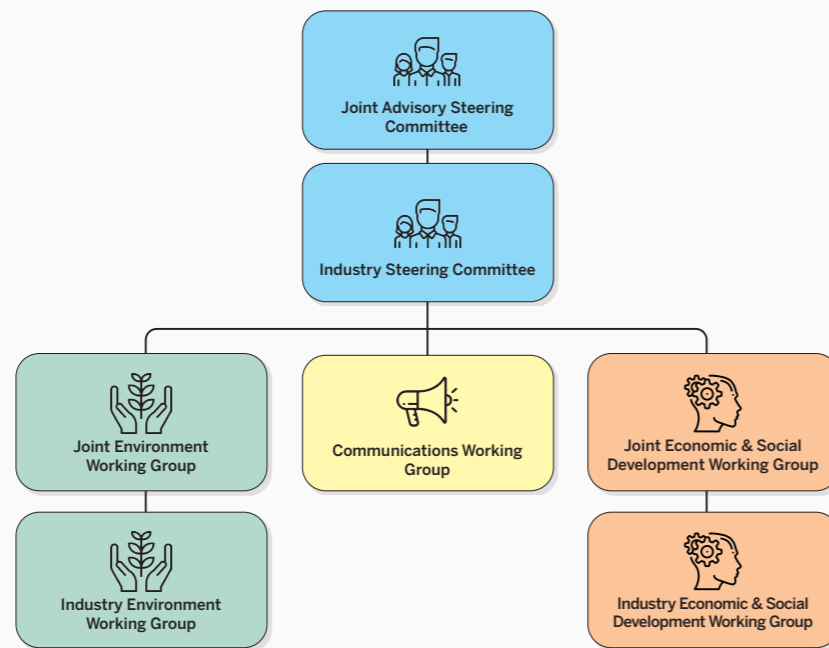 Joint Advisory Steering
Committee
Industry Steering Committee
Joint Environment
Working Group
Communications Working
Group
Joint Economic & Social
Development Working Group
Industry Environment
Working Group
Industry Economic & Social
Development Working Group